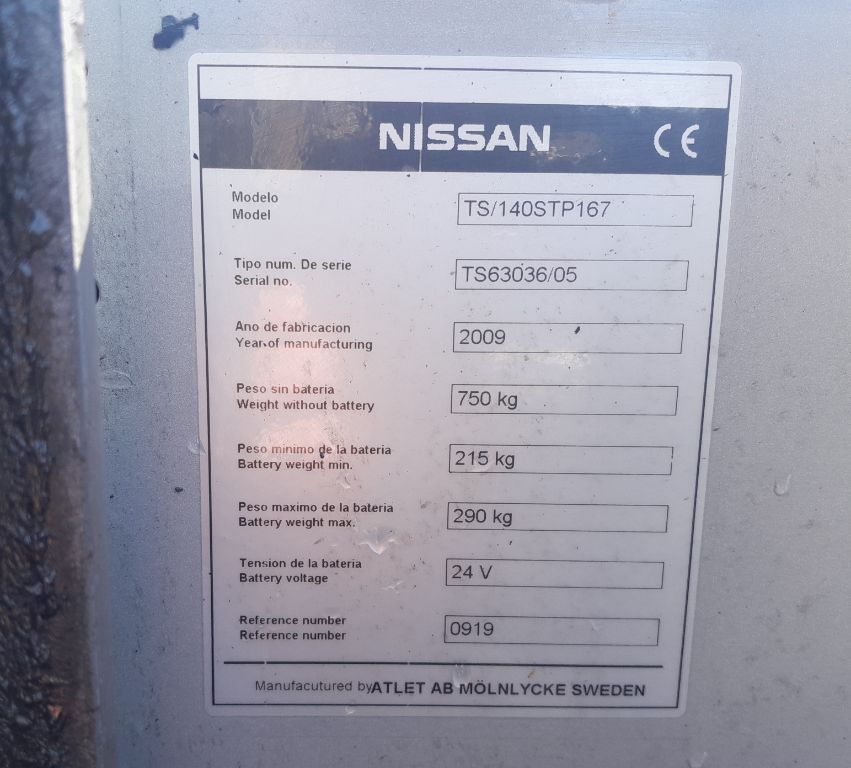 NISSAN CE
Modelo
Model
TS/140STP167
Tipo num. De serie
Serial no.
TS63036/05
Ano de fabricacion
Year of manufacturing
2009
Peso sin bateria
Weight without battery
750 kg
Peso minimo de la bateria
Battery weight min.
215 kg
Peso maximo de la bateria
Battery weight max.
290 kg
Tension de la bateria
Battery voltage
24 V
Reference number
Reference number
0919
Manufacutured by ATLET AB MÖLNLYCKE SWEDEN